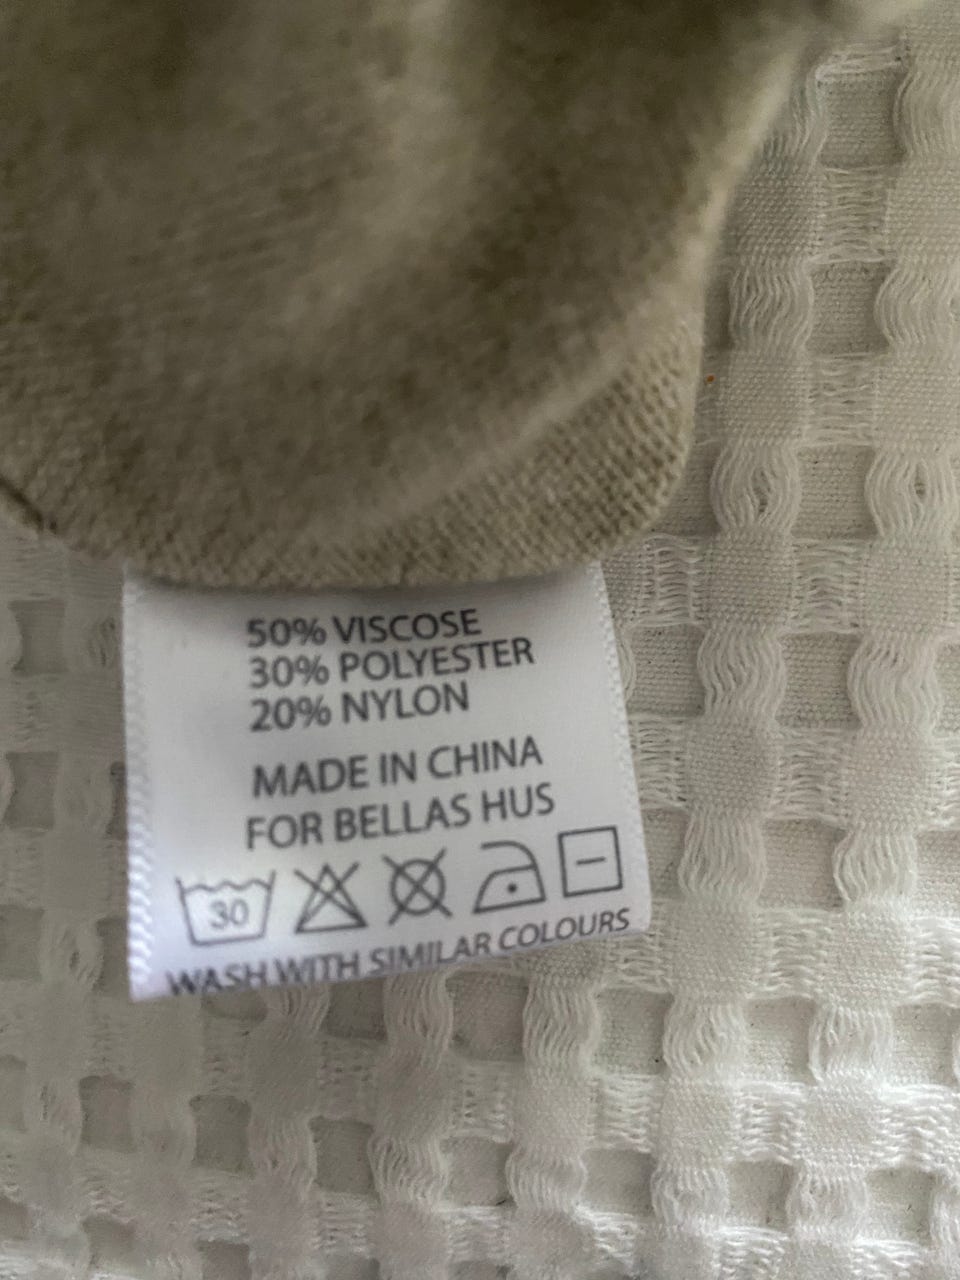 50% VISCOSE
30% POLYESTER
20% NYLON
MADE IN CHINA
FOR BELLAS HUS
30
WASH WITH SIMILAR COLOURS